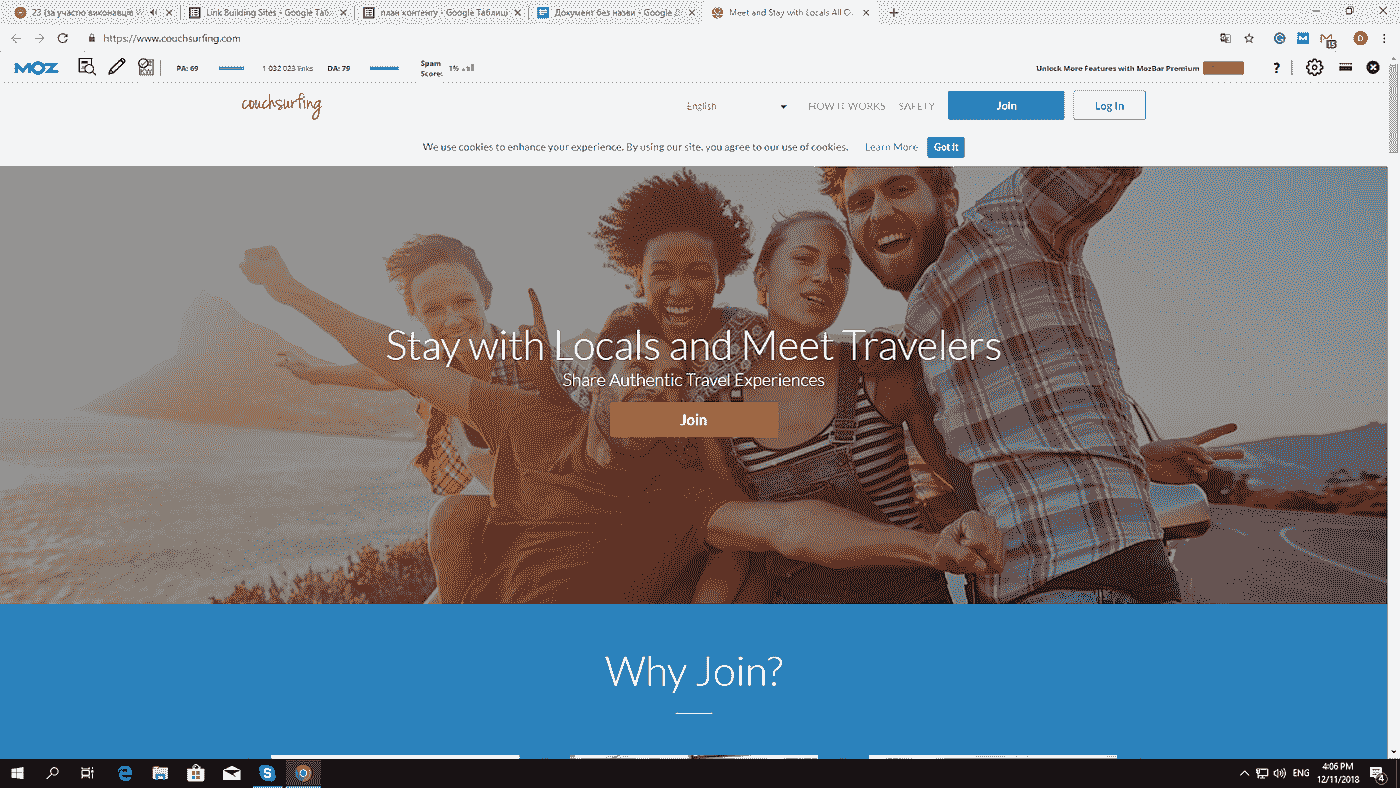 23 (за участю виконавців
Link Building Sites - Google Таб
план контенту - Google Таблиці
Документ без назви - Google
Meet and Stay with Locals All
https://www.couchsurfing.com
15
MOZ
PA: 69
1 032 023 links
DA: 79
Spam
Score:
1%
Unlock More Features with MozBar Premium
?
couchsurfing
English
HOW IT WORKS
SAFETY
Join
Log In
We use cookies to enhance your experience. By using our site, you agree to our use of cookies.
Learn More
Got It
Stay with Locals and Meet Travelers
Share Authentic Travel Experiences
Join
Why Join?
ENG
4:06 PM
12/11/2018
4